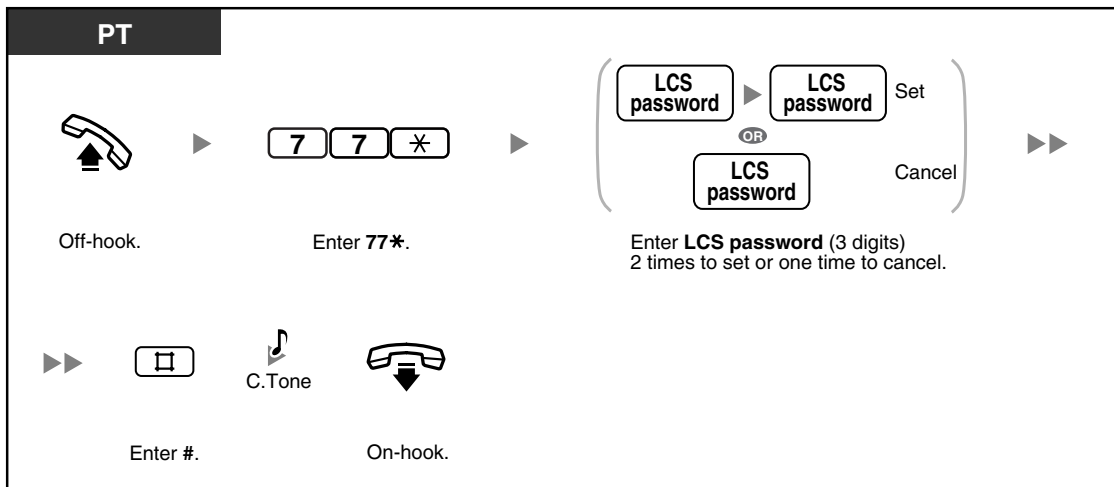 PT
LCS
password
LCS
password
Set
OR
7 7 *
LCS
password
Cancel
Off-hook.
Enter 77*.
Enter LCS password (3 digits)
2 times to set or one time to cancel.
#
C.Tone
Enter #.
On-hook.